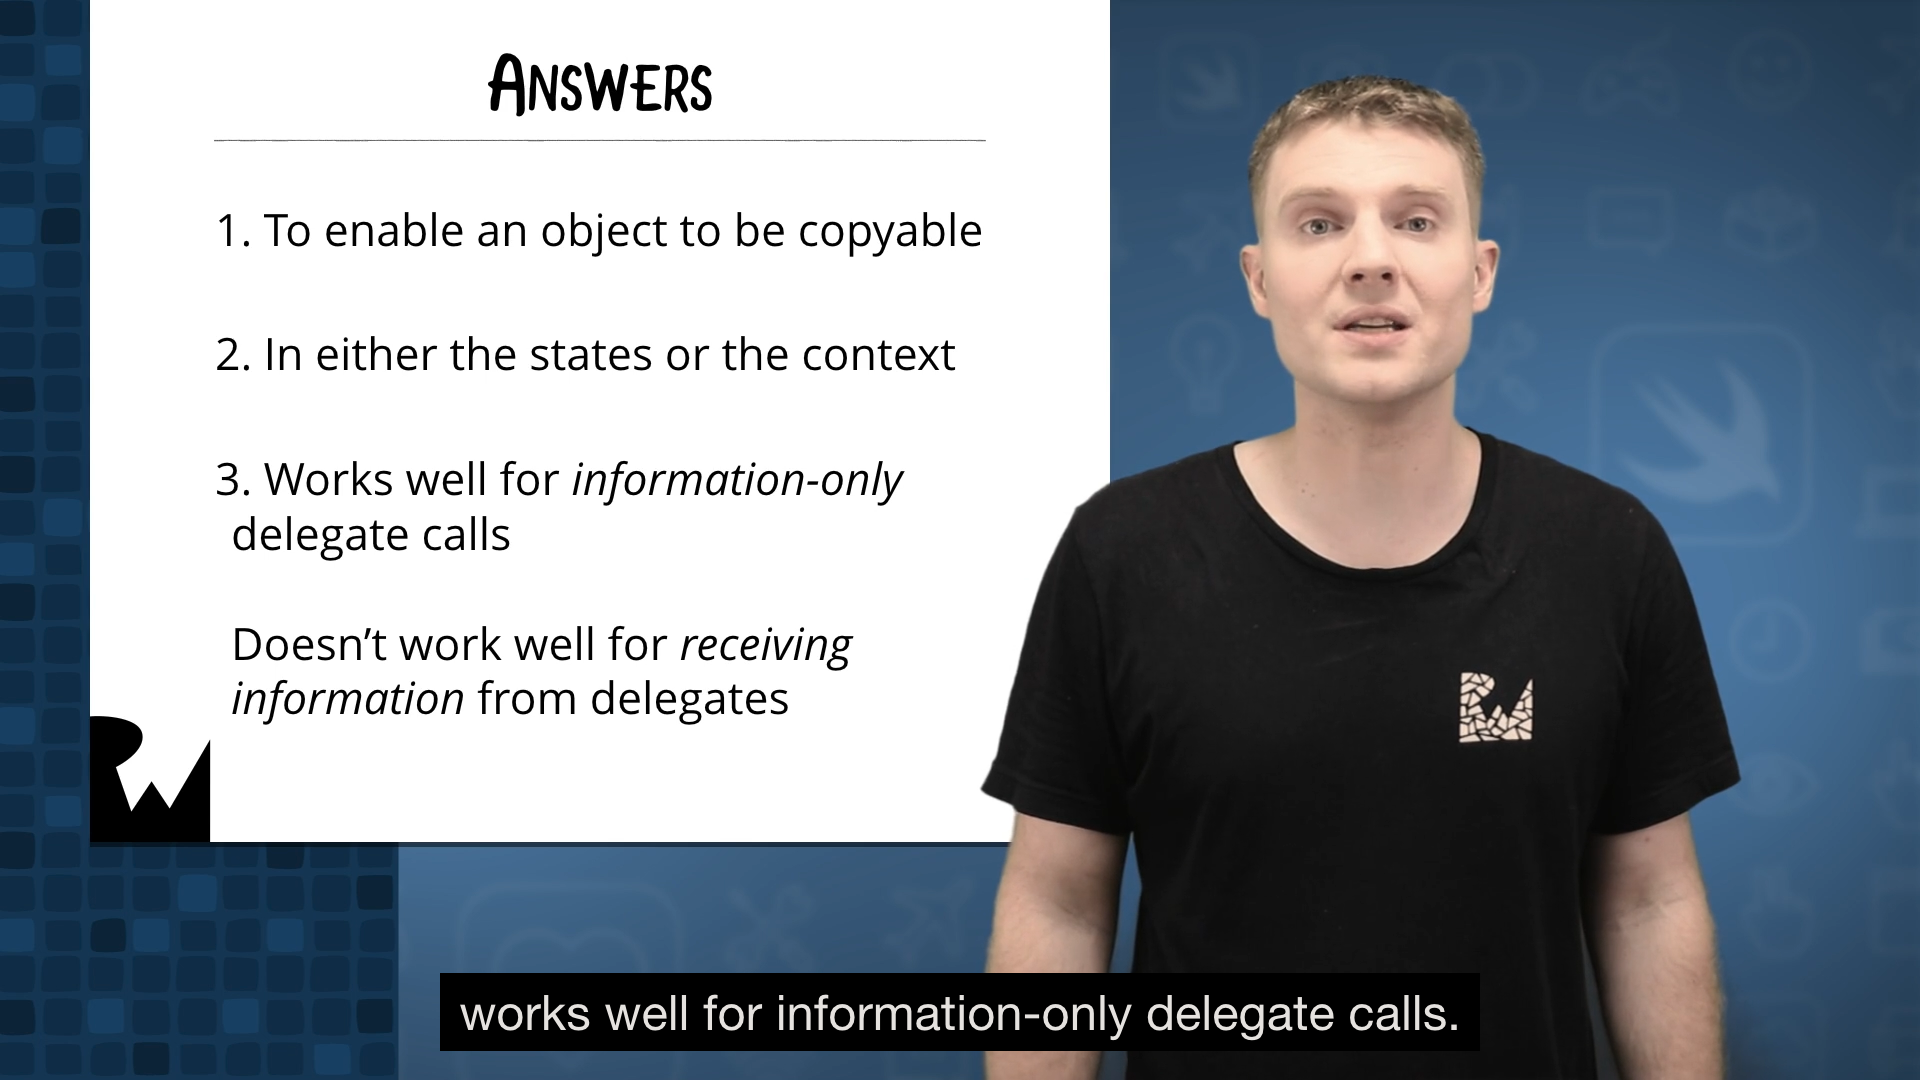 ANSWERS
1. To enable an object to be copyable
2. In either the states or the context
3. Works well for information-only
delegate calls
Doesn’t work well for receiving
information from delegates
RW
RW
works well for information-only delegate calls.